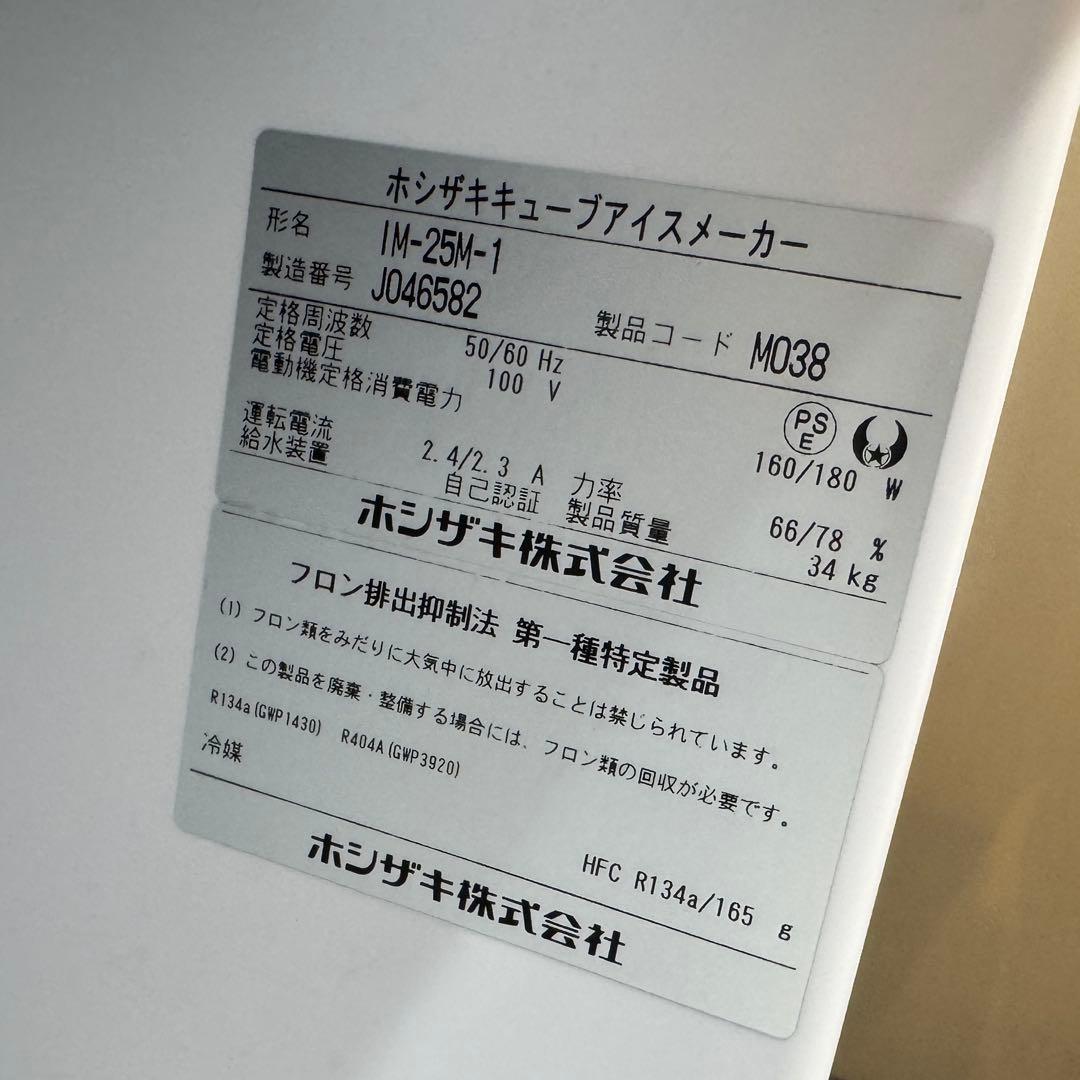 ホシザキキューブアイスメーカー
形名 IM-25M-1
製造番号 J046582 製品コード M038
定格周波数 50/60 Hz
定格電圧 100 V
電動機定格消費電力 160/180 W
PSE
運転電流 2.4/2.3 A 力率 66/78 %
給水装置 自己認証 製品質量 34 kg
ホシザキ株式会社
フロン排出抑制法 第一種特定製品
(1) フロン類をみだりに大気中に放出することは禁じられています。
(2) この製品を廃棄・整備する場合には、フロン類の回収が必要です。
R134a(GWP1430) R404A(GWP3920)
冷媒 HFC R134a/165 g
ホシザキ株式会社